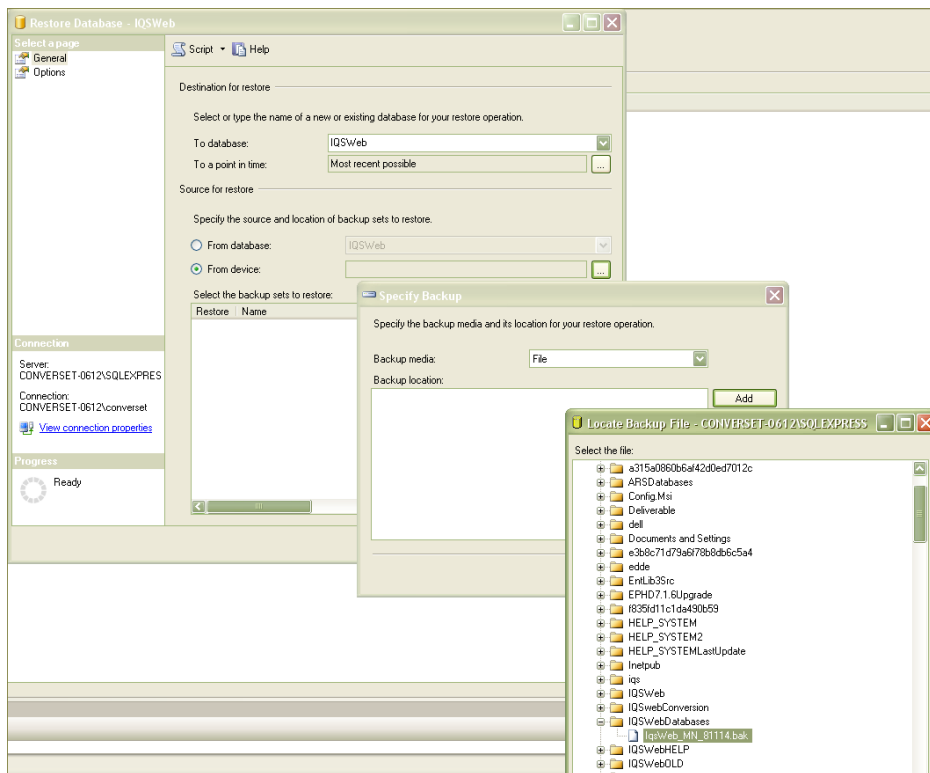 Restore Database - IQSWeb
Select a page
General
Options
Script
Help
Destination for restore
Select or type the name of a new or existing database for your restore operation.
To database:
IQSWeb
To a point in time:
Most recent possible
...
Source for restore
Specify the source and location of backup sets to restore.
From database:
IQSWeb
From device:
...
Select the backup sets to restore:
Restore
Name
Connection
Server:
CONVERSET-0612\SQLEXPRES
Connection:
CONVERSET-0612\converset
View connection properties
Progress
Ready
Specify Backup
Specify the backup media and its location for your restore operation.
Backup media:
File
Backup location:
Add
Locate Backup File - CONVERSET-0612\SQLEXPRESS
Select the file:
a315a0860b6af42d0ed7012c
ARSDatabases
Config.Msi
Deliverable
dell
Documents and Settings
e3b8c71d79a6f78b8db6c5a4
edde
EntLib3Src
EPHD7.1.6Upgrade
f835fd11c1da490b59
HELP_SYSTEM
HELP_SYSTEM2
HELP_SYSTEMLastUpdate
Inetpub
iqs
IQSWeb
IQSwebConversion
IQSWebDatabases
IqsWeb_MN_81114.bak
IQSWebHELP
IQSWebOLD